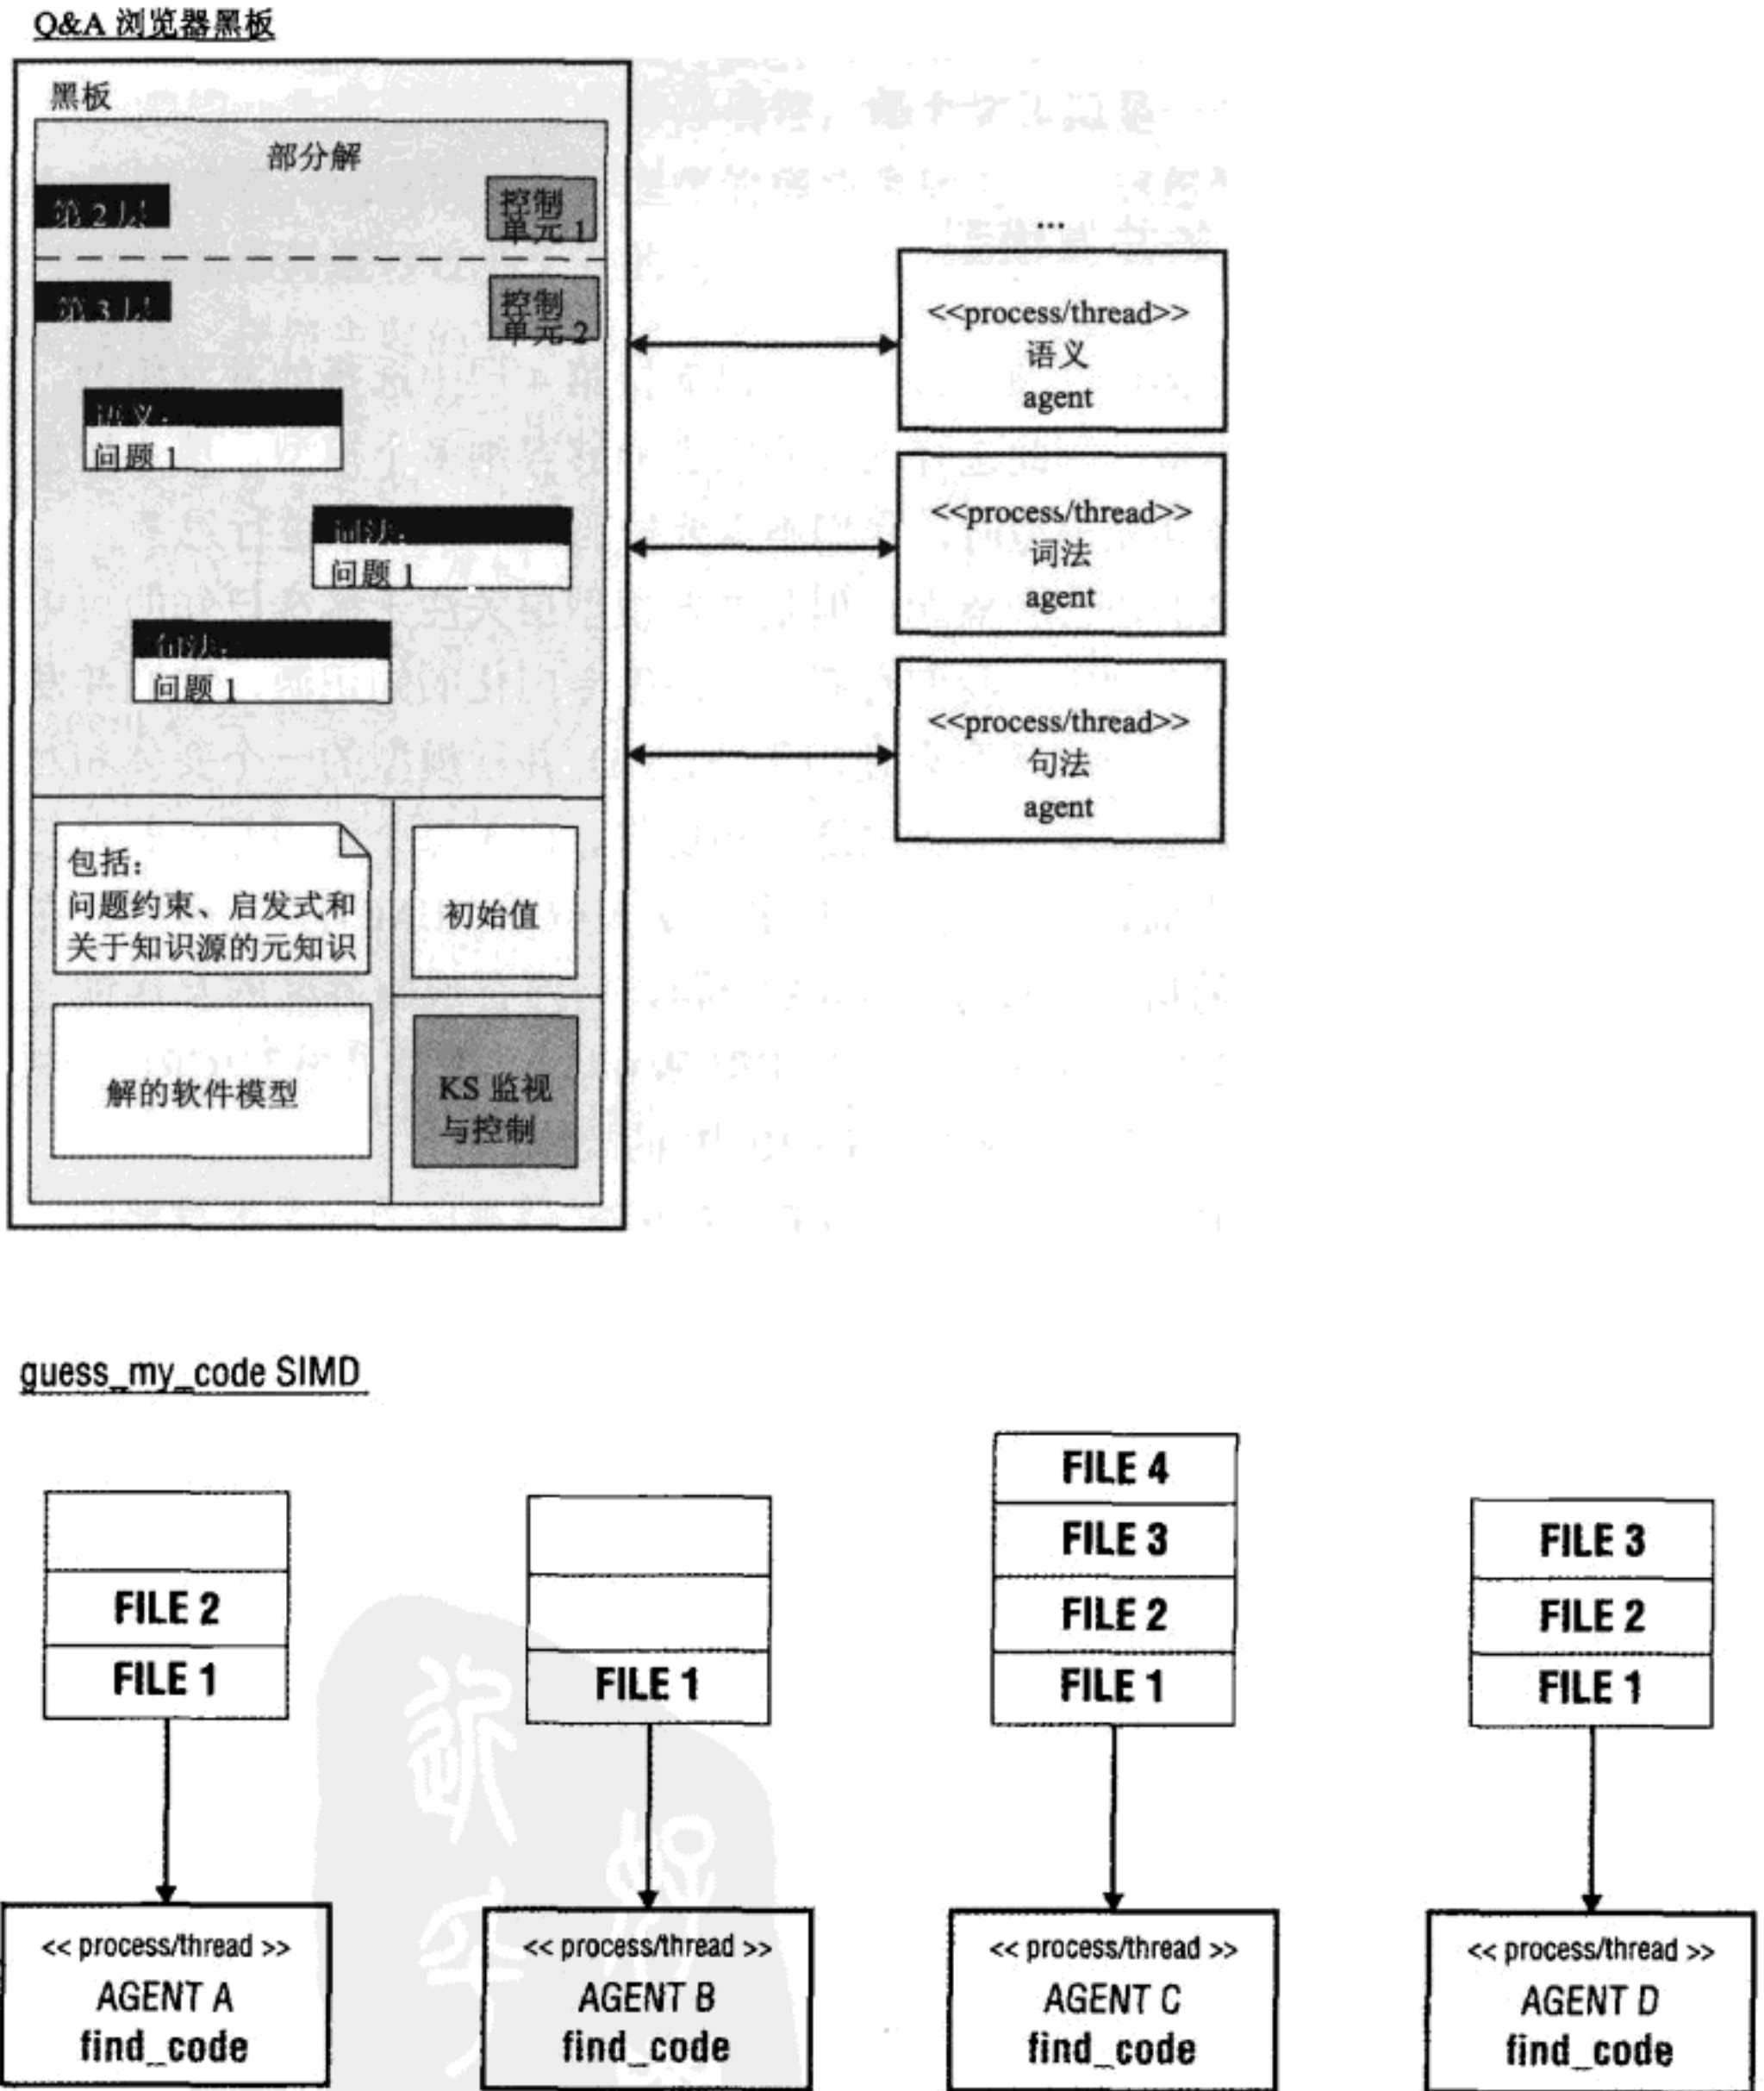 Q&A 浏览器黑板
黑板
部分解
第 2 层
控制
单元 1
第 3 层
控制
单元 2
...
<<process/thread>>
语义
agent
语义:
问题 1
词法:
问题 1
<<process/thread>>
词法
agent
句法:
问题 1
<<process/thread>>
句法
agent
包括:
问题约束、启发式和
关于知识源的元知识
初始值
解的软件模型
KS 监视
与控制
guess_my_code SIMD
FILE 2
FILE 1
FILE 1
FILE 4
FILE 3
FILE 2
FILE 1
FILE 3
FILE 2
FILE 1
<< process/thread >>
AGENT A
find_code
<< process/thread >>
AGENT B
find_code
<< process/thread >>
AGENT C
find_code
<< process/thread >>
AGENT D
find_code